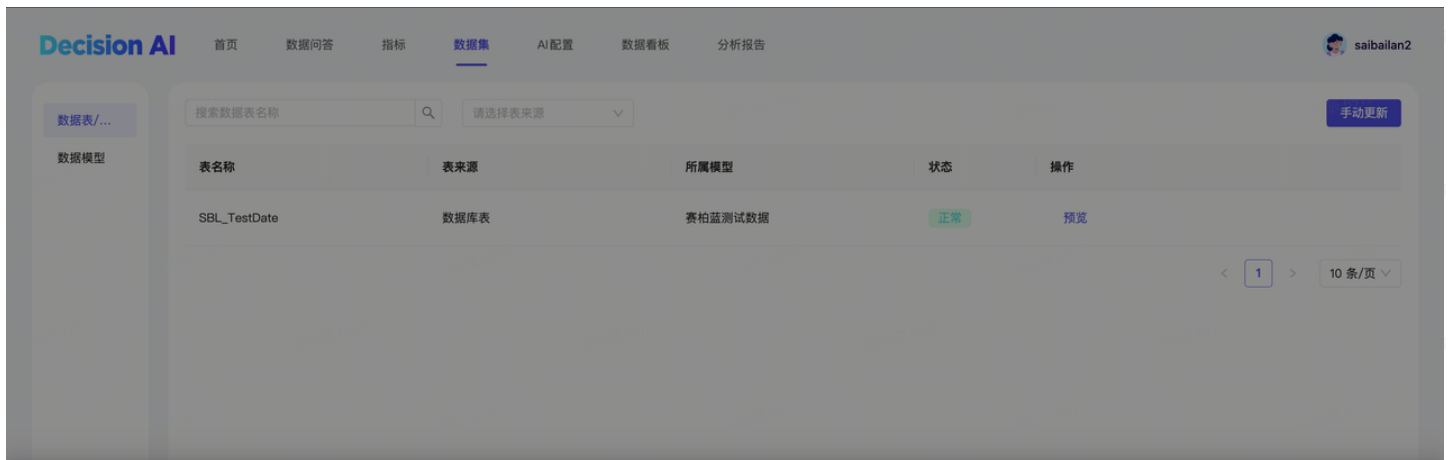 Decision AI 首页 数据问答 指标 数据集 AI配置 数据看板 分析报告 saibailan2
数据表/... 搜索数据表名称 请选择表来源 手动更新
数据模型
表名称 表来源 所属模型 状态 操作
SBL_TestDate 数据库表 赛柏蓝测试数据 正常 预览
< 1 > 10 条/页